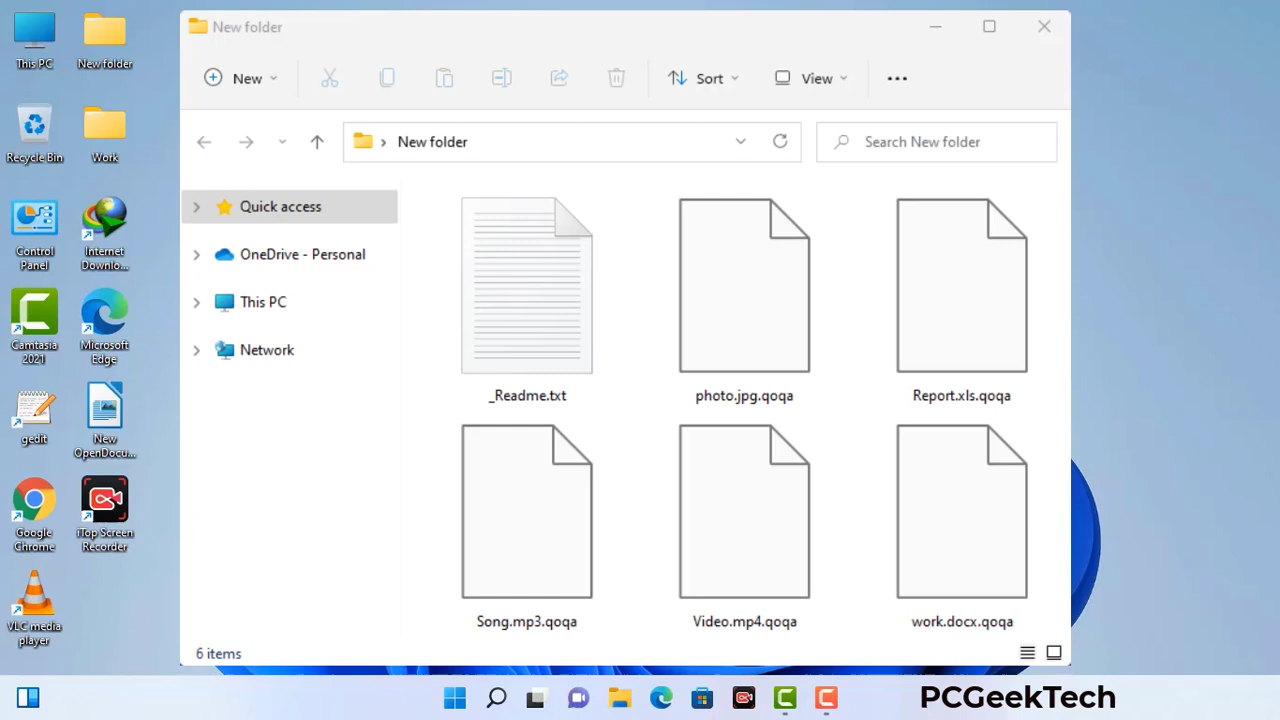 This PC
New folder
Recycle Bin
Work
Control
Panel
Internet
Downlo...
Camtasia
2021
Microsoft
Edge
gedit
New
OpenDocu...
Google
Chrome
iTop Screen
Recorder
VLC media
player
New folder
New
Sort
View
New folder
Search New folder
Quick access
OneDrive - Personal
This PC
Network
_Readme.txt
photo.jpg.qoqa
Report.xls.qoqa
Song.mp3.qoqa
Video.mp4.qoqa
work.docx.qoqa
6 items
PCGeekTech